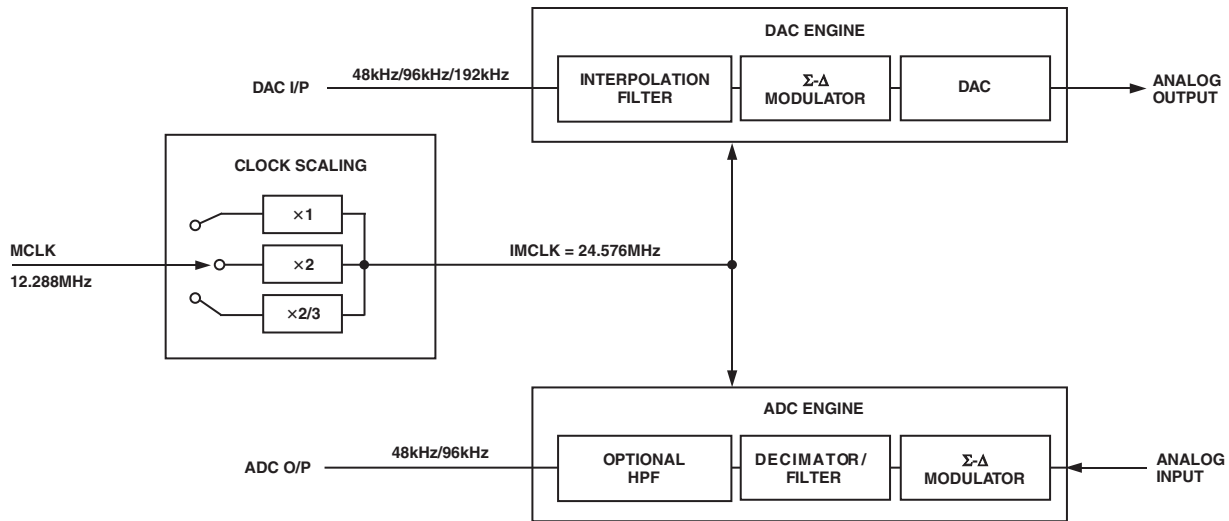 DAC ENGINE
DAC I/P
48kHz/96kHz/192kHz
INTERPOLATION
FILTER
Σ-Δ
MODULATOR
DAC
ANALOG
OUTPUT
CLOCK SCALING
×1
×2
×2/3
MCLK
12.288MHz
IMCLK = 24.576MHz
ADC ENGINE
ADC O/P
48kHz/96kHz
OPTIONAL
HPF
DECIMATOR/
FILTER
Σ-Δ
MODULATOR
ANALOG
INPUT